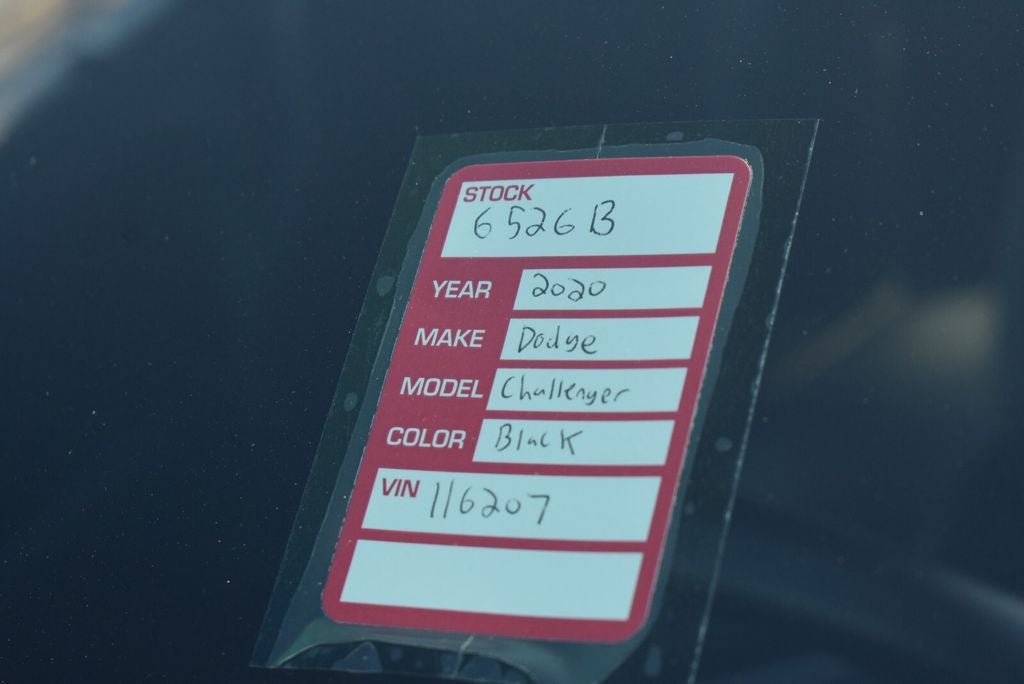 STOCK
6526B
YEAR 2020
MAKE Dodge
MODEL Challenger
COLOR Black
VIN 116207